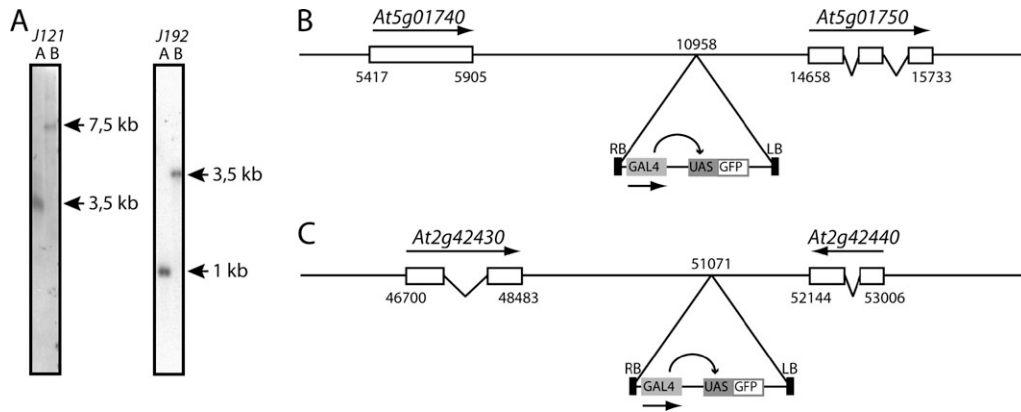 A
J121
A B
7,5 kb
3,5 kb
J192
A B
3,5 kb
1 kb
B
At5g01740
5417
5905
10958
At5g01750
14658
15733
RB
GAL4
UAS
GFP
LB
C
At2g42430
46700
48483
51071
At2g42440
52144
53006
RB
GAL4
UAS
GFP
LB